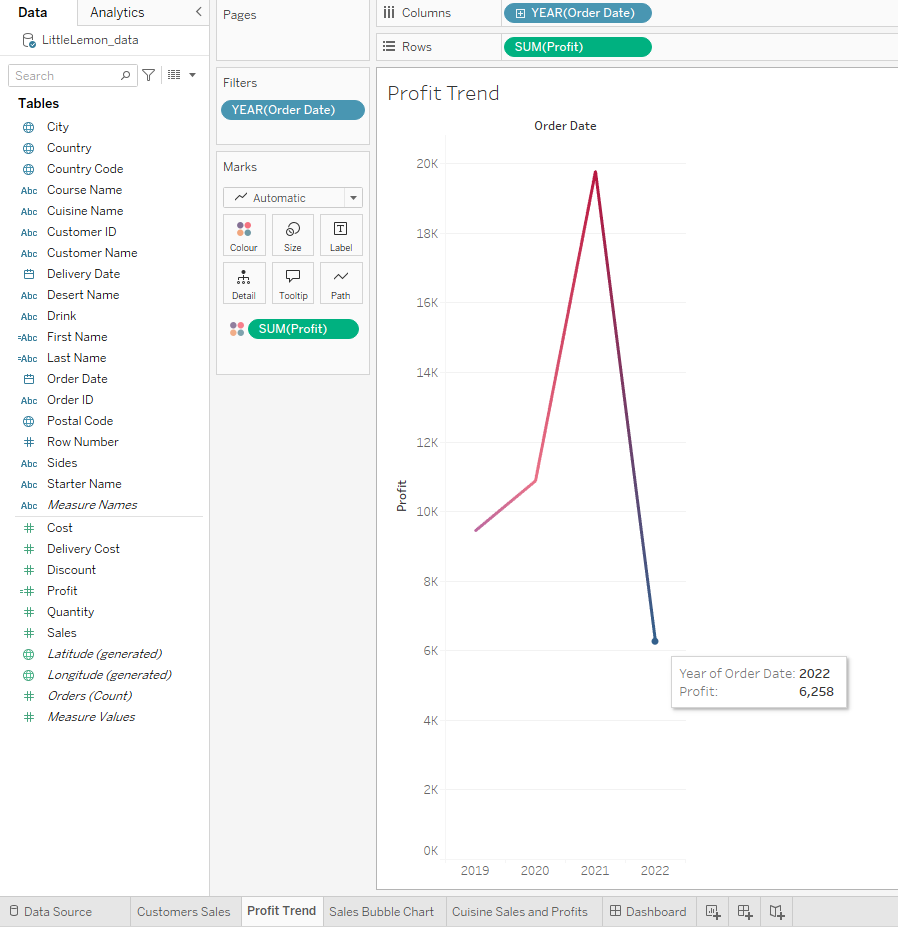 Data
Analytics
LittleLemon_data
Search
Tables
City
Country
Country Code
Abc Course Name
Abc Cuisine Name
Abc Customer ID
Abc Customer Name
Delivery Date
Abc Desert Name
Abc Drink
=Abc First Name
=Abc Last Name
Order Date
Abc Order ID
Postal Code
# Row Number
Abc Sides
Abc Starter Name
Abc Measure Names
# Cost
# Delivery Cost
# Discount
=# Profit
# Quantity
# Sales
Latitude (generated)
Longitude (generated)
# Orders (Count)
# Measure Values
Pages
Filters
YEAR(Order Date)
Marks
Automatic
Colour
Size
T
Label
Detail
Tooltip
Path
SUM(Profit)
Columns
YEAR(Order Date)
Rows
SUM(Profit)
Profit Trend
Order Date
20K
18K
16K
14K
12K
10K
8K
6K
4K
2K
0K
Profit
Year of Order Date: 2022
Profit: 6,258
2019 2020 2021 2022
Data Source
Customers Sales
Profit Trend
Sales Bubble Chart
Cuisine Sales and Profits
Dashboard